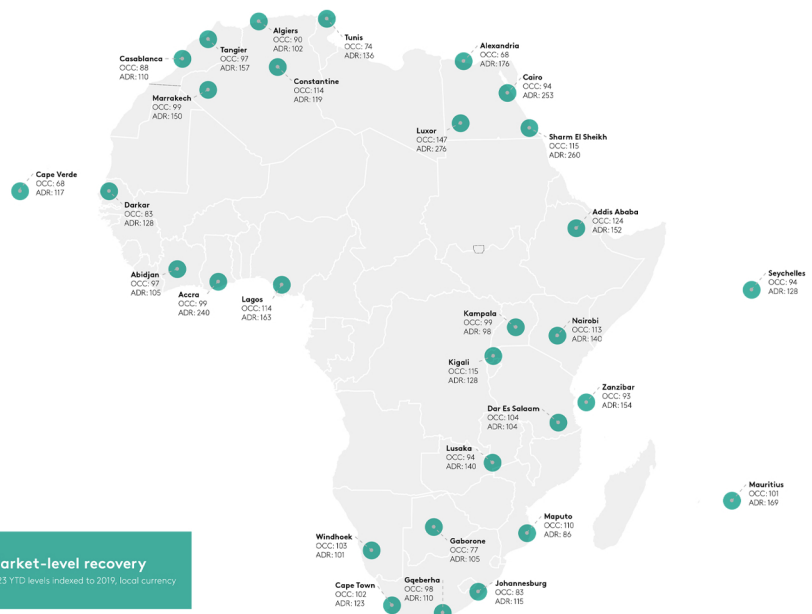 Algiers
OCC: 90
ADR: 102
Tunis
OCC: 74
ADR: 136
Tangier
OCC: 97
ADR: 157
Casablanca
OCC: 88
ADR: 110
Constantine
OCC: 114
ADR: 119
Marrakech
OCC: 99
ADR: 150
Alexandria
OCC: 68
ADR: 176
Cairo
OCC: 94
ADR: 253
Luxor
OCC: 147
ADR: 276
Sharm El Sheikh
OCC: 115
ADR: 260
Cape Verde
OCC: 68
ADR: 117
Darkar
OCC: 83
ADR: 128
Addis Ababa
OCC: 124
ADR: 152
Abidjan
OCC: 97
ADR: 105
Accra
OCC: 99
ADR: 240
Lagos
OCC: 114
ADR: 163
Seychelles
OCC: 94
ADR: 128
Kampala
OCC: 99
ADR: 98
Nairobi
OCC: 113
ADR: 140
Kigali
OCC: 115
ADR: 128
Zanzibar
OCC: 93
ADR: 154
Dar Es Salaam
OCC: 104
ADR: 104
Lusaka
OCC: 94
ADR: 140
Mauritius
OCC: 101
ADR: 169
Maputo
OCC: 110
ADR: 86
Windhoek
OCC: 103
ADR: 101
Gaborone
OCC: 77
ADR: 105
Cape Town
OCC: 102
ADR: 123
Gqeberha
OCC: 98
ADR: 110
Johannesburg
OCC: 83
ADR: 115
arket-level recovery
23 YTD levels indexed to 2019, local currency